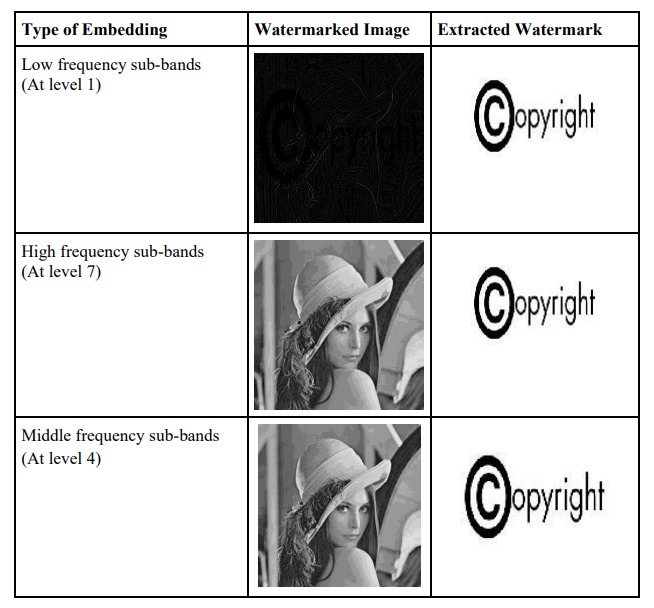 Type of Embedding
Watermarked Image
Extracted Watermark
Low frequency sub-bands
(At level 1)
©opyright
©opyright
High frequency sub-bands
(At level 7)
©opyright
Middle frequency sub-bands
(At level 4)
©opyright